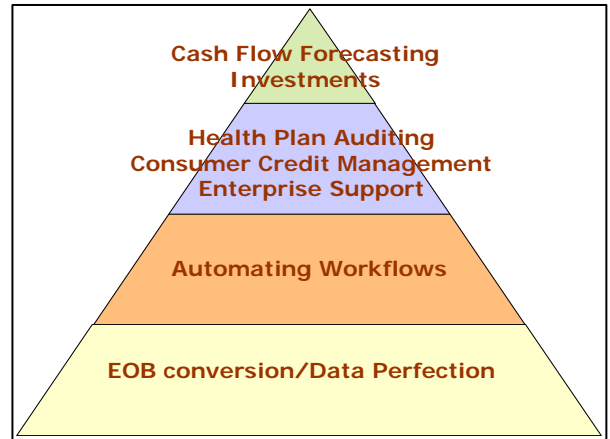 Cash Flow Forecasting
Investments
Health Plan Auditing
Consumer Credit Management
Enterprise Support
Automating Workflows
EOB conversion/Data Perfection